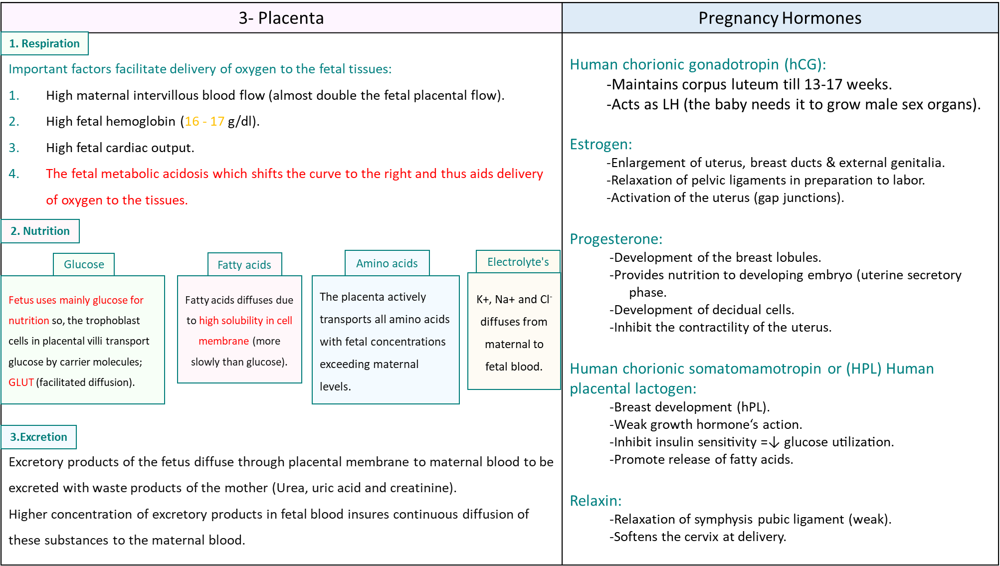 3- Placenta
1. Respiration
Important factors facilitate delivery of oxygen to the fetal tissues:
1. High maternal intervillous blood flow (almost double the fetal placental flow).
2. High fetal hemoglobin (16 - 17 g/dl).
3. High fetal cardiac output.
4. The fetal metabolic acidosis which shifts the curve to the right and thus aids delivery
of oxygen to the tissues.
2. Nutrition
Glucose
Fetus uses mainly glucose for
nutrition so, the trophoblast
cells in placental villi transport
glucose by carrier molecules;
GLUT (facilitated diffusion).
Fatty acids
Fatty acids diffuses due
to high solubility in cell
membrane (more
slowly than glucose).
Amino acids
The placenta actively
transports all amino acids
with fetal concentrations
exceeding maternal
levels.
Electrolyte's
K+, Na+ and Cl-
diffuses from
maternal to
fetal blood.
3.Excretion
Excretory products of the fetus diffuse through placental membrane to maternal blood to be
excreted with waste products of the mother (Urea, uric acid and creatinine).
Higher concentration of excretory products in fetal blood insures continuous diffusion of
these substances to the maternal blood.
Pregnancy Hormones
Human chorionic gonadotropin (hCG):
-Maintains corpus luteum till 13-17 weeks.
-Acts as LH (the baby needs it to grow male sex organs).
Estrogen:
-Enlargement of uterus, breast ducts & external genitalia.
-Relaxation of pelvic ligaments in preparation to labor.
-Activation of the uterus (gap junctions).
Progesterone:
-Development of the breast lobules.
-Provides nutrition to developing embryo (uterine secretory
phase.
-Development of decidual cells.
-Inhibit the contractility of the uterus.
Human chorionic somatomamotropin or (HPL) Human
placental lactogen:
-Breast development (hPL).
-Weak growth hormone‘s action.
-Inhibit insulin sensitivity =↓ glucose utilization.
-Promote release of fatty acids.
Relaxin:
-Relaxation of symphysis pubic ligament (weak).
-Softens the cervix at delivery.